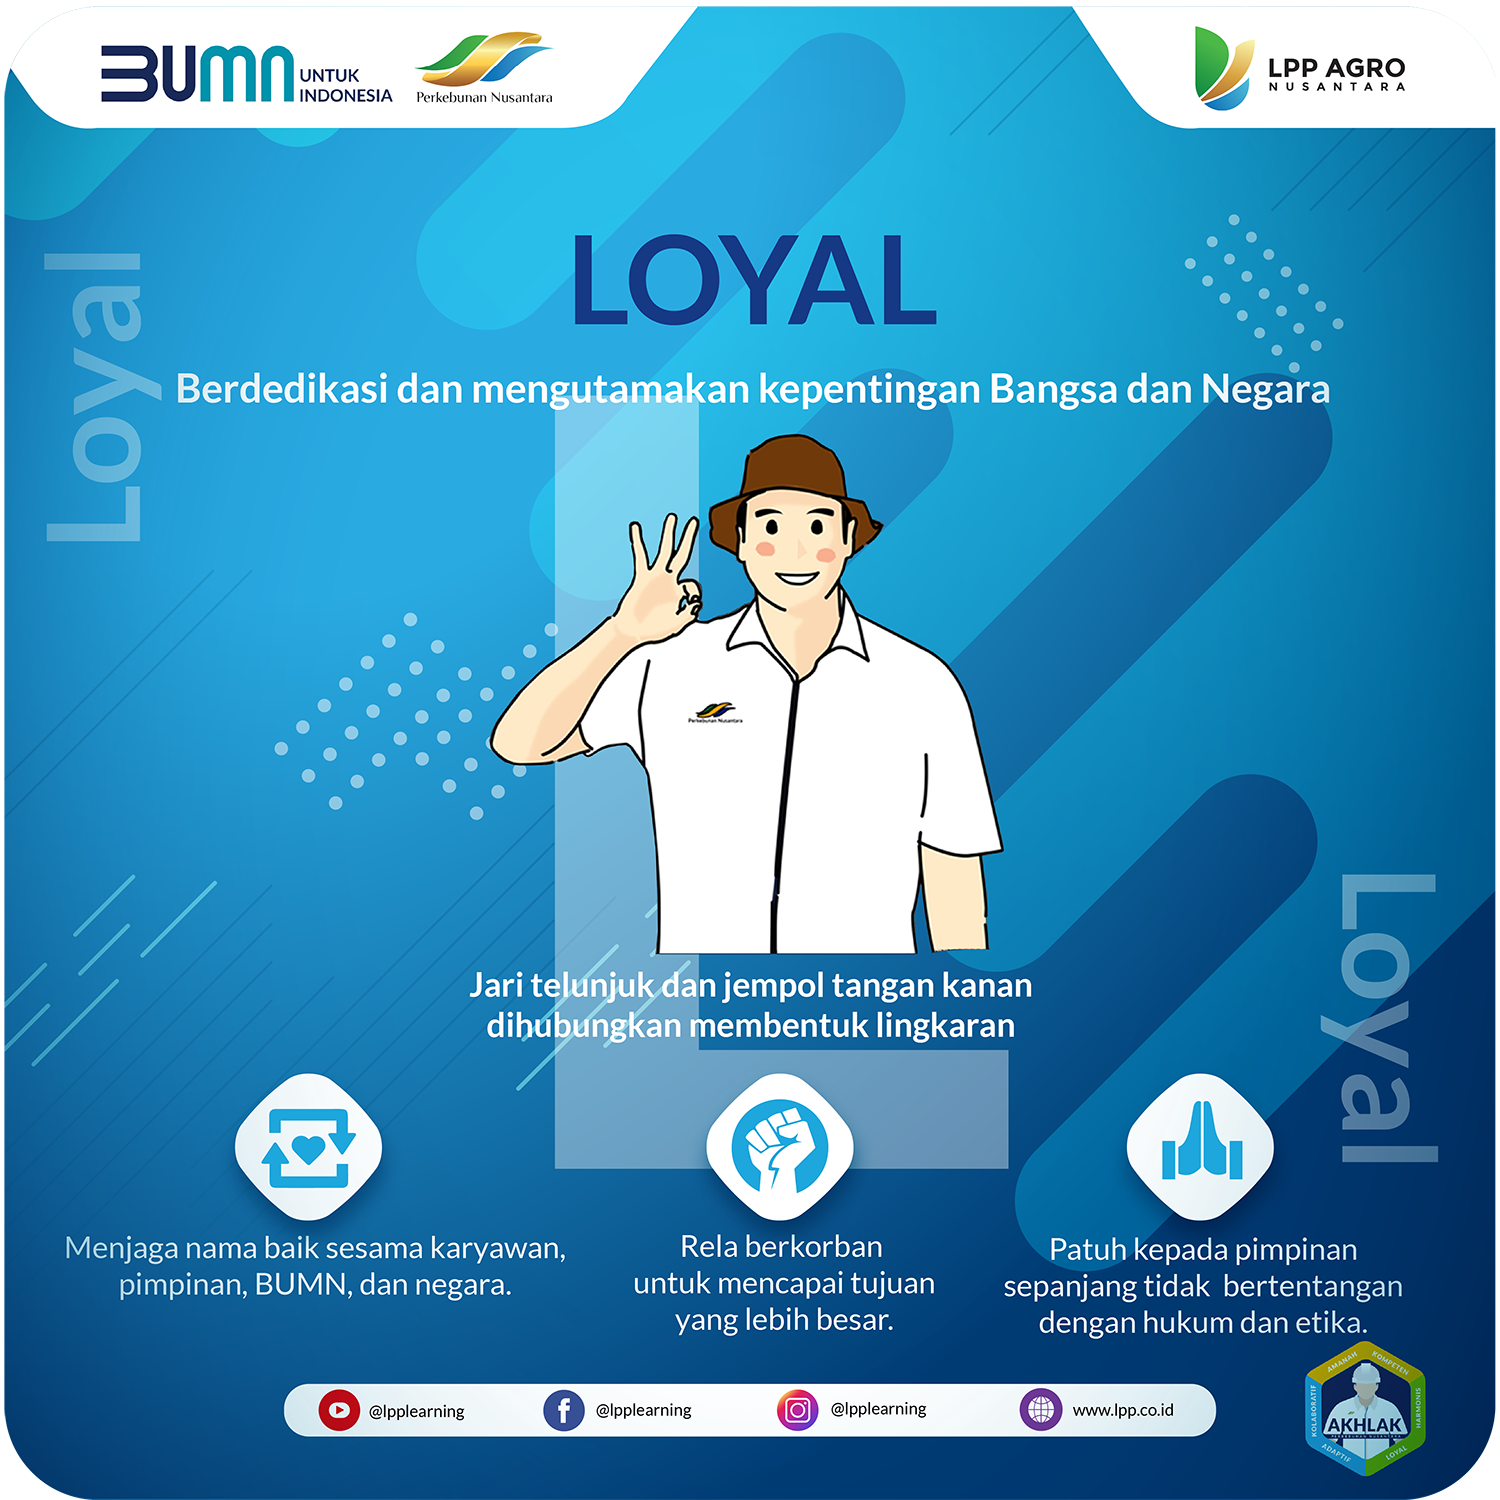 BUMN UNTUK
INDONESIA
Perkebunan Nusantara
LPP AGRO
NUSANTARA
Loyal
LOYAL
Berdedikasi dan mengutamakan kepentingan Bangsa dan Negara
Perkebunan Nusantara
Jari telunjuk dan jempol tangan kanan
dihubungkan membentuk lingkaran
Loyal
Menjaga nama baik sesama karyawan,
pimpinan, BUMN, dan negara.
Rela berkorban
untuk mencapai tujuan
yang lebih besar.
Patuh kepada pimpinan
sepanjang tidak bertentangan
dengan hukum dan etika.
@lpplearning
@lpplearning
@lpplearning
www.lpp.co.id
AMANAH
KOMPETEN
HARMONIS
LOYAL
ADAPTIF
KOLABORATIF
AKHLAK
PERKEBUNAN NUSANTARA